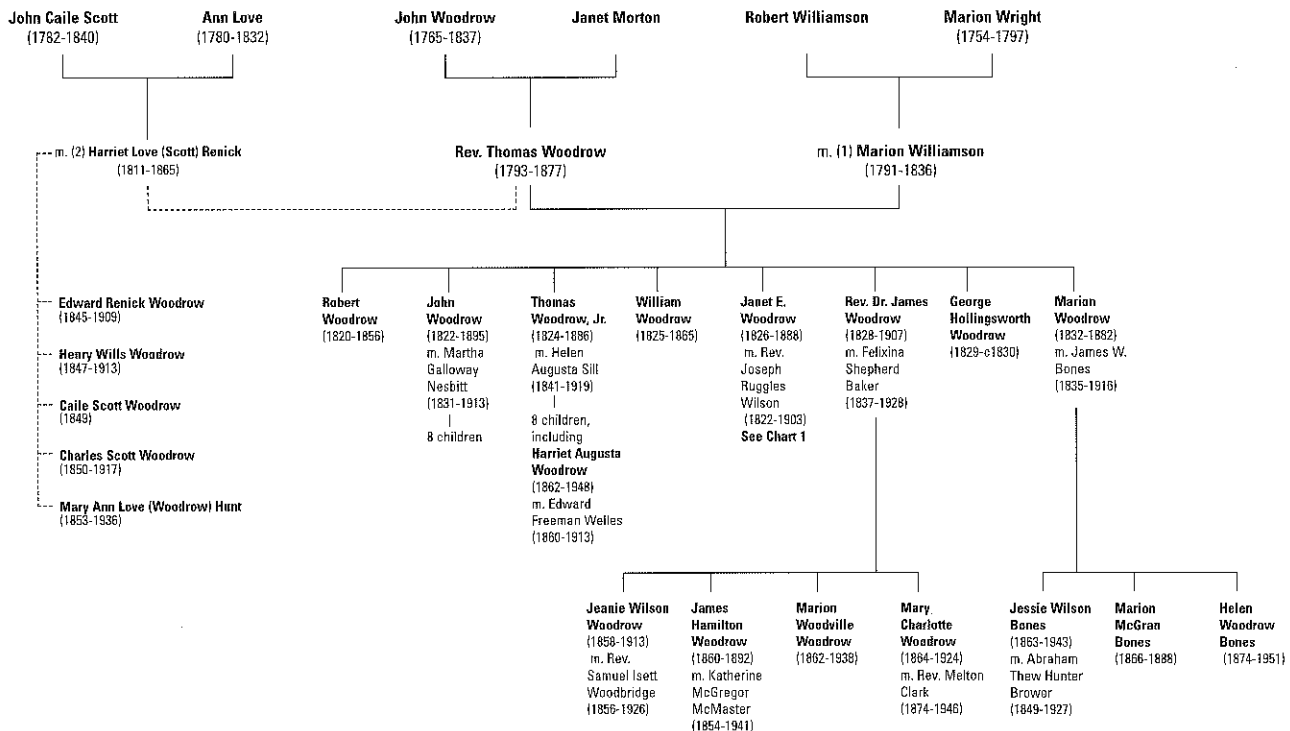 John Caile Scott
(1782-1840)
Ann Love
(1780-1832)
John Woodrow
(1765-1837)
Janet Morton
Robert Williamson
Marion Wright
(1754-1797)
m. (2) Harriet Love (Scott) Renick
(1811-1865)
Rev. Thomas Woodrow
(1793-1877)
m. (1) Marion Williamson
(1791-1836)
Edward Renick Woodrow
(1845-1909)
Henry Wills Woodrow
(1847-1913)
Caile Scott Woodrow
(1849)
Charles Scott Woodrow
(1850-1917)
Mary Ann Love (Woodrow) Hunt
(1853-1936)
Robert
Woodrow
(1820-1856)
John
Woodrow
(1822-1895)
m. Martha
Galloway
Nesbitt
(1831-1913)
8 children
Thomas
Woodrow, Jr.
(1824-1886)
m. Helen
Augusta Sill
(1841-1919)
8 children,
including
Harriet Augusta
Woodrow
(1862-1948)
m. Edward
Freeman Welles
(1860-1913)
William
Woodrow
(1825-1865)
Janet E.
Woodrow
(1826-1888)
m. Rev.
Joseph
Ruggles
Wilson
(1822-1903)
See Chart 1
Rev. Dr. James
Woodrow
(1828-1907)
m. Felixina
Shepherd
Baker
(1837-1928)
George
Hollingsworth
Woodrow
(1829-c1830)
Marion
Woodrow
(1832-1882)
m. James W.
Bones
(1835-1916)
Jeanie Wilson
Woodrow
(1858-1913)
m. Rev.
Samuel Isett
Woodbridge
(1856-1926)
James
Hamilton
Woodrow
(1860-1892)
m. Katherine
McGregor
McMaster
(1854-1941)
Marion
Woodville
Woodrow
(1862-1938)
Mary
Charlotte
Woodrow
(1864-1924)
m. Rev. Melton
Clark
(1874-1946)
Jessie Wilson
Bones
(1863-1943)
m. Abraham
Thew Hunter
Brower
(1849-1927)
Marion
McGran
Bones
(1866-1888)
Helen
Woodrow
Bones
(1874-1951)